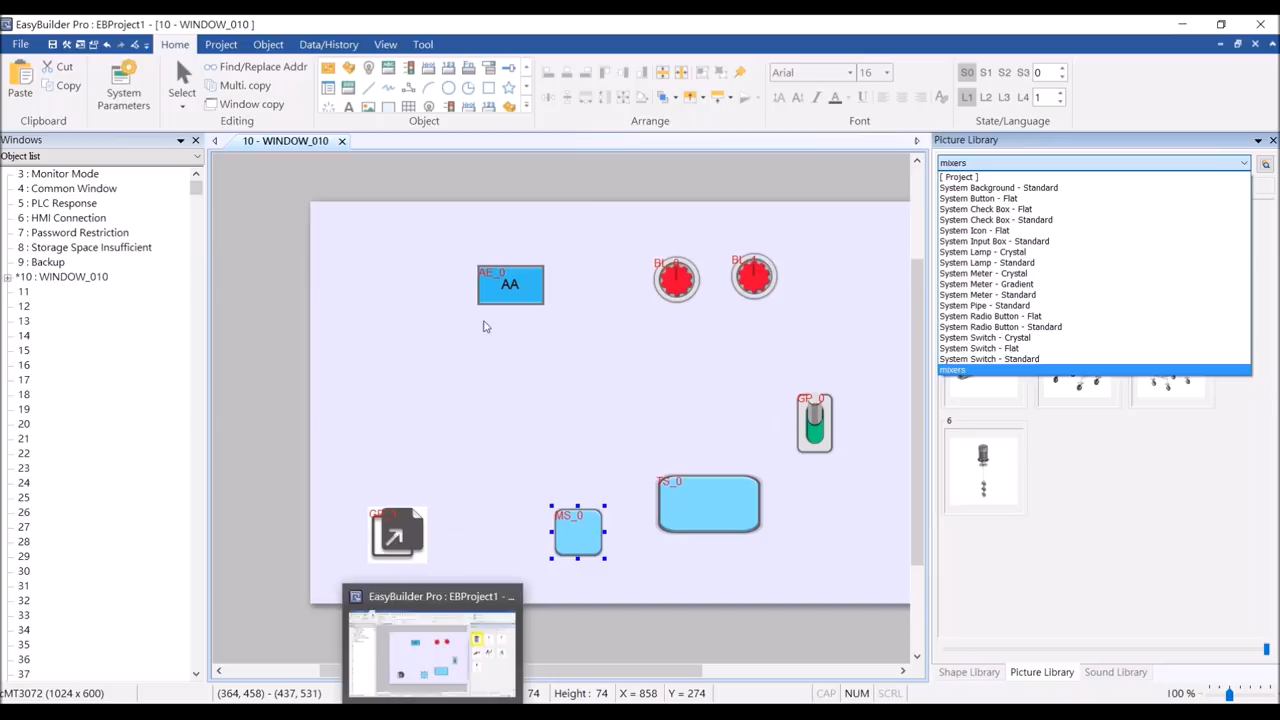 EasyBuilder Pro : EBProject1 - [10 - WINDOW_010 ]
File Home Project Object Data/History View Tool
Paste Cut Copy Clipboard
System Parameters
Select Find/Replace Addr Multi. copy Window copy Editing
Object
Arrange
Arial 16
Font
S0 S1 S2 S3 0
L1 L2 L3 L4 1
State/Language
Windows
Object list
3 : Monitor Mode
4 : Common Window
5 : PLC Response
6 : HMI Connection
7 : Password Restriction
8 : Storage Space Insufficient
9 : Backup
*10 : WINDOW_010
11
12
13
14
15
16
17
18
19
20
21
22
23
24
25
26
27
28
29
30
31
32
33
34
35
36
37
10 - WINDOW_010
AE_0
AA
GP_0
TS_0
MS_0
EasyBuilder Pro : EBProject1 - ...
Picture Library
mixers
[ Project ]
System Background - Standard
System Button - Flat
System Check Box - Flat
System Check Box - Standard
System Icon - Flat
System Input Box - Standard
System Lamp - Crystal
System Lamp - Standard
System Meter - Crystal
System Meter - Gradient
System Meter - Standard
System Pipe - Standard
System Radio Button - Flat
System Radio Button - Standard
System Switch - Crystal
System Switch - Flat
System Switch - Standard
mixers
6
Shape Library Picture Library Sound Library
cMT3072 (1024 x 600) (364, 458) - (437, 531) 74 Height : 74 X = 858 Y = 274 CAP NUM SCRL 100 %